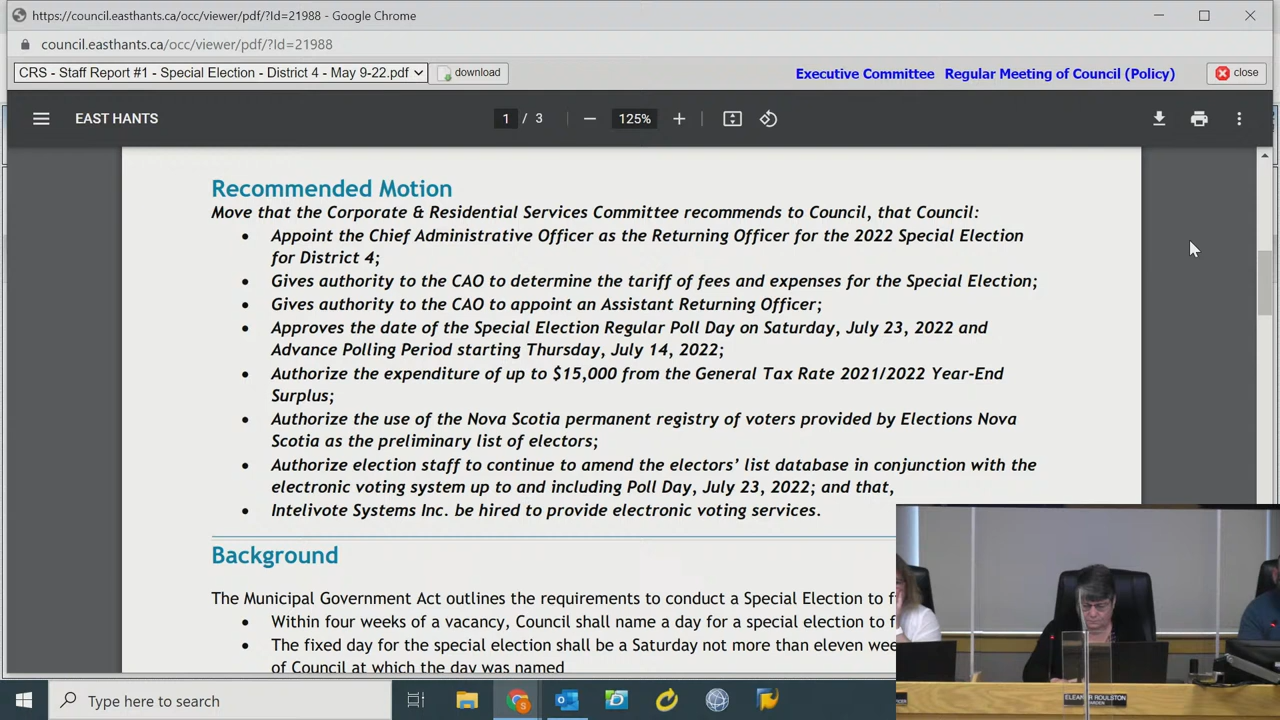 https://council.easthants.ca/occ/viewer/pdf/?Id=21988 - Google Chrome
council.easthants.ca/occ/viewer/pdf/?Id=21988
CRS - Staff Report #1 - Special Election - District 4 - May 9-22.pdf download Executive Committee Regular Meeting of Council (Policy) close
EAST HANTS 1 / 3 125%
Recommended Motion
Move that the Corporate & Residential Services Committee recommends to Council, that Council:
• Appoint the Chief Administrative Officer as the Returning Officer for the 2022 Special Election
for District 4;
• Gives authority to the CAO to determine the tariff of fees and expenses for the Special Election;
• Gives authority to the CAO to appoint an Assistant Returning Officer;
• Approves the date of the Special Election Regular Poll Day on Saturday, July 23, 2022 and
Advance Polling Period starting Thursday, July 14, 2022;
• Authorize the expenditure of up to $15,000 from the General Tax Rate 2021/2022 Year-End
Surplus;
• Authorize the use of the Nova Scotia permanent registry of voters provided by Elections Nova
Scotia as the preliminary list of electors;
• Authorize election staff to continue to amend the electors' list database in conjunction with the
electronic voting system up to and including Poll Day, July 23, 2022; and that,
• Intelivote Systems Inc. be hired to provide electronic voting services.
Background
The Municipal Government Act outlines the requirements to conduct a Special Election to f
• Within four weeks of a vacancy, Council shall name a day for a special election to f
• The fixed day for the special election shall be a Saturday not more than eleven wee
of Council at which the day was named
ELEANOR ROULSTON
WARDEN
Type here to search